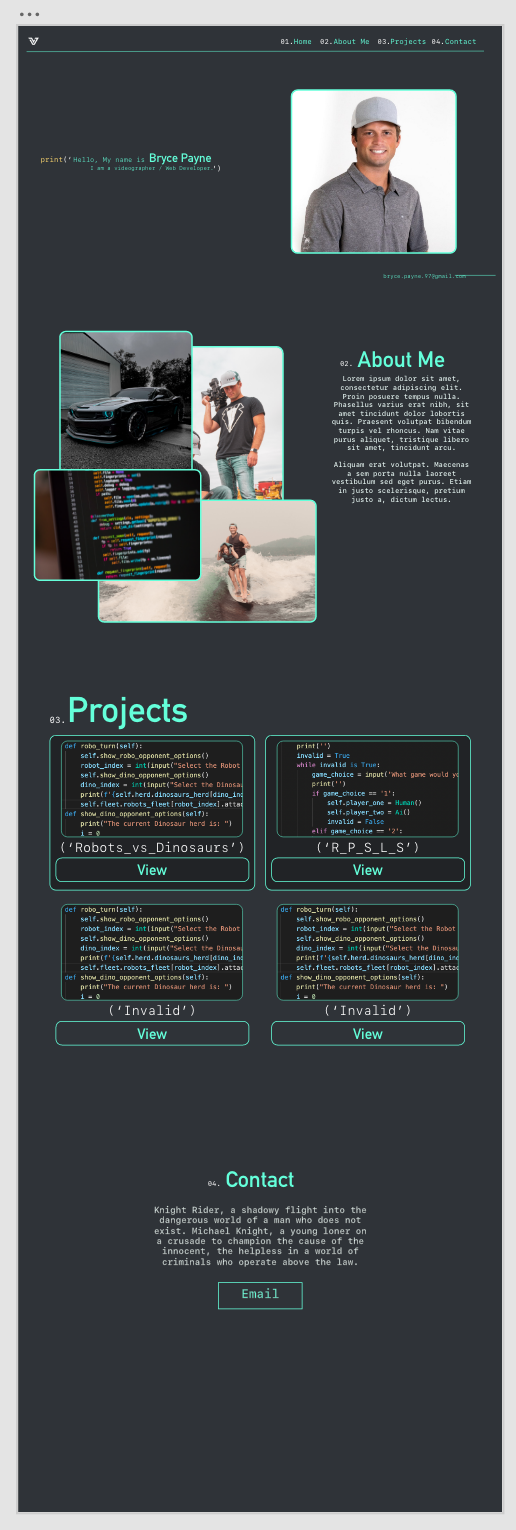 01.Home 02.About Me 03.Projects 04.Contact
print('Hello, My name is Bryce Payne
I am a videographer / Web Developer.')
bryce.payne.97@gmail.com
02. About Me
Lorem ipsum dolor sit amet,
consectetur adipiscing elit.
Proin posuere tempus nulla.
Phasellus varius erat nibh, sit
amet tincidunt dolor lobortis
quis. Praesent volutpat bibendum
turpis vel rhoncus. Nam vitae
purus aliquet, tristique libero
sit amet, tincidunt arcu.
Aliquam erat volutpat. Maecenas
a sem porta nulla laoreet
vestibulum sed eget purus. Etiam
in justo scelerisque, pretium
justo a, dictum lectus.
03. Projects
def robo_turn(self):
self.show_robo_opponent_options()
robot_index = int(input("Select the Robot
self.show_dino_opponent_options()
dino_index = int(input("Select the Dinosau
print(f'{self.herd.dinosaurs_herd[dino_ind
self.fleet.robots_fleet[robot_index].attac
def show_dino_opponent_options(self):
print("The current Dinosaur herd is: ")
i = 0
(‘Robots_vs_Dinosaurs’)
View
print('')
invalid = True
while invalid is True:
game_choice = input("What game would yo
print('')
if game_choice == '1':
self.player_one = Human()
self.player_two = Ai()
invalid = False
elif game_choice == '2':
(‘R_P_S_L_S’)
View
def robo_turn(self):
self.show_robo_opponent_options()
robot_index = int(input("Select the Robot
self.show_dino_opponent_options()
dino_index = int(input("Select the Dinosau
print(f'{self.herd.dinosaurs_herd[dino_ind
self.fleet.robots_fleet[robot_index].attac
def show_dino_opponent_options(self):
print("The current Dinosaur herd is: ")
i = 0
(‘Invalid’)
View
def robo_turn(self):
self.show_robo_opponent_options()
robot_index = int(input("Select the Robot
self.show_dino_opponent_options()
dino_index = int(input("Select the Dinosau
print(f'{self.herd.dinosaurs_herd[dino_ind
self.fleet.robots_fleet[robot_index].attac
def show_dino_opponent_options(self):
print("The current Dinosaur herd is: ")
i = 0
(‘Invalid’)
View
04. Contact
Knight Rider, a shadowy flight into the
dangerous world of a man who does not
exist. Michael Knight, a young loner on
a crusade to champion the cause of the
innocent, the helpless in a world of
criminals who operate above the law.
Email